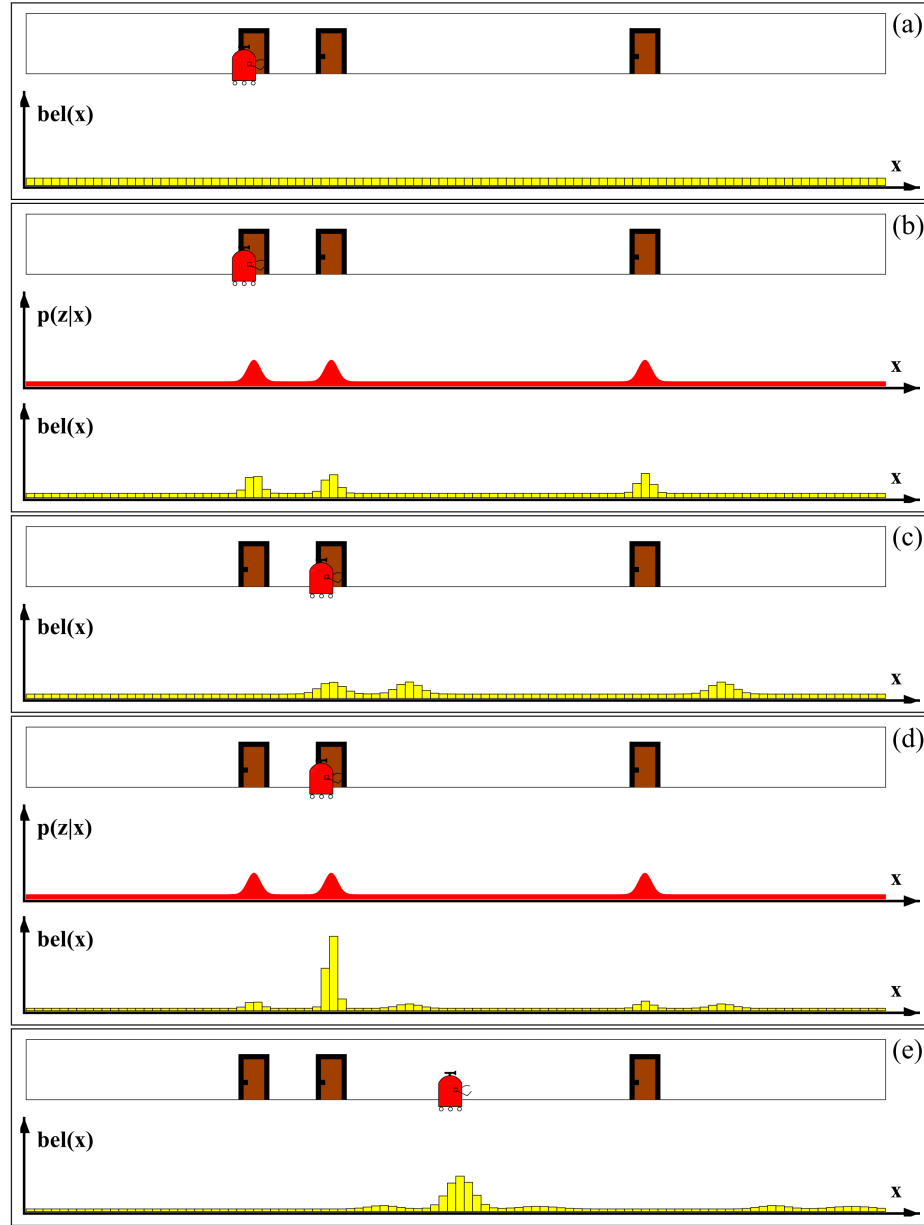 (a)
bel(x)
x
(b)
p(z|x)
x
bel(x)
x
(c)
bel(x)
x
(d)
p(z|x)
x
bel(x)
x
(e)
bel(x)
x